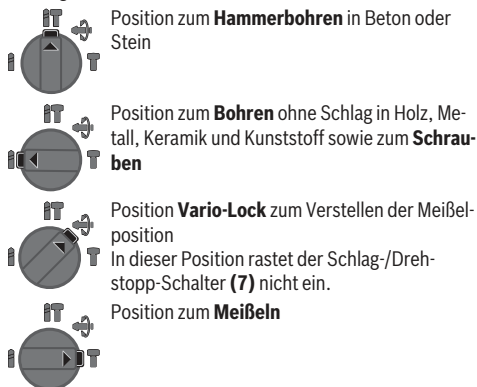 Position zum Hammerbohren in Beton oder
Stein
Position zum Bohren ohne Schlag in Holz, Me-
tall, Keramik und Kunststoff sowie zum Schrau-
ben
Position Vario-Lock zum Verstellen der Meißel-
position
In dieser Position rastet der Schlag-/Dreh-
stopp-Schalter (7) nicht ein.
Position zum Meißeln